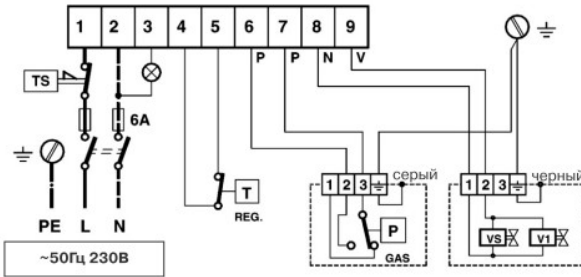 1 2 3 4 5 6 7 8 9
P P N V
TS
6A
серый
черный
1 2 3
1 2 3
T
REG.
P
GAS
VS V1
PE L N
~50Гц 230В